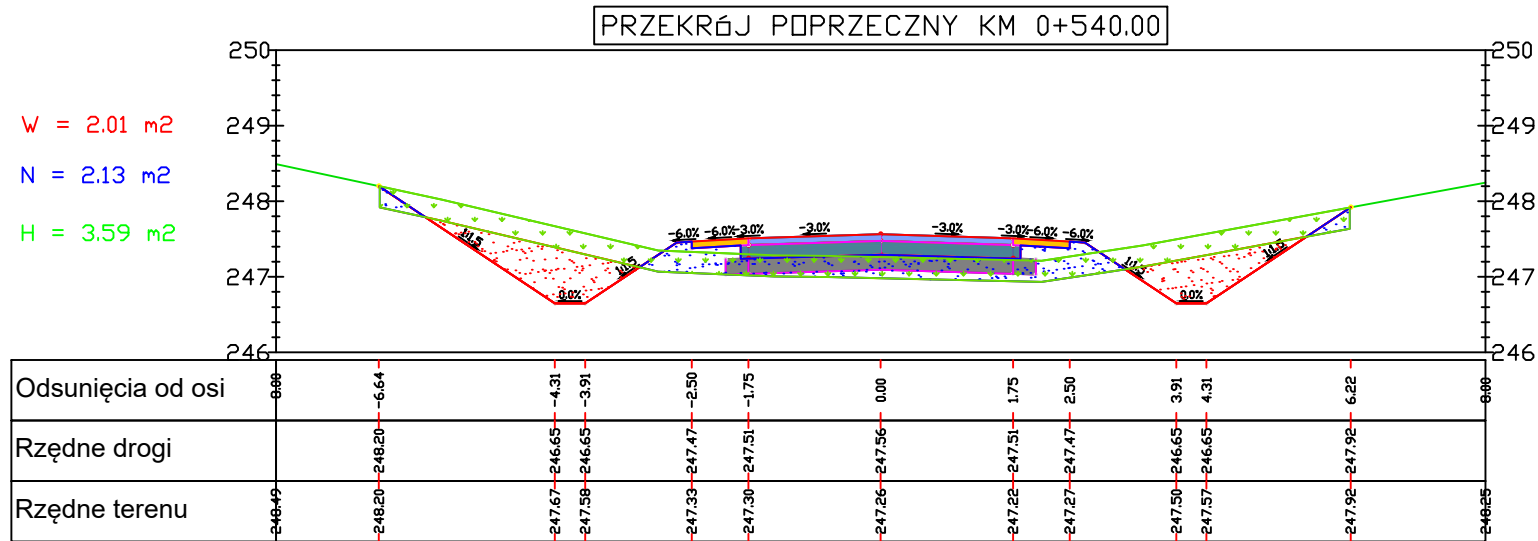 PRZEKRóJ POPRZECZNY KM 0+540.00
250 250
W = 2.01 m2
249 249
N = 2.13 m2
248 248
H = 3.59 m2
-6.0% -6.0% -3.0% -3.0% -3.0% -3.0% -6.0% -6.0%
1:1.5 1:1.5 1:1.5 1:1.5
247 247
0.0% 0.0%
246 246
Odsunięcia od osi 8.00 -6.64 -4.31 -3.91 -2.50 -1.75 0.00 1.75 2.50 3.91 4.31 6.22 8.00
Rzędne drogi 248.20 246.65 246.65 247.47 247.51 247.56 247.51 247.47 246.65 246.65 247.92
Rzędne terenu 248.49 248.20 247.67 247.58 247.33 247.30 247.26 247.22 247.27 247.50 247.57 247.92 248.25